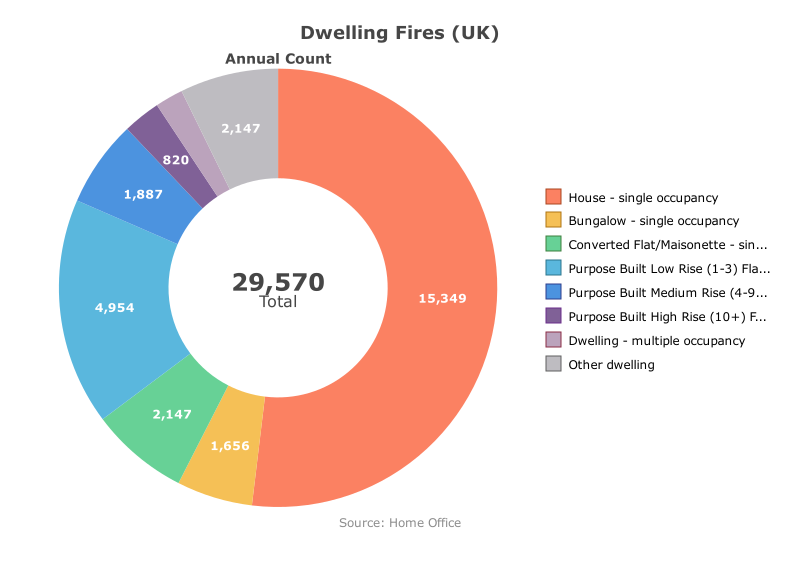 Dwelling Fires (UK)
Annual Count
2,147
820
1,887
4,954
2,147
1,656
15,349
29,570
Total
House - single occupancy
Bungalow - single occupancy
Converted Flat/Maisonette - sin...
Purpose Built Low Rise (1-3) Fla...
Purpose Built Medium Rise (4-9...
Purpose Built High Rise (10+) F...
Dwelling - multiple occupancy
Other dwelling
Source: Home Office